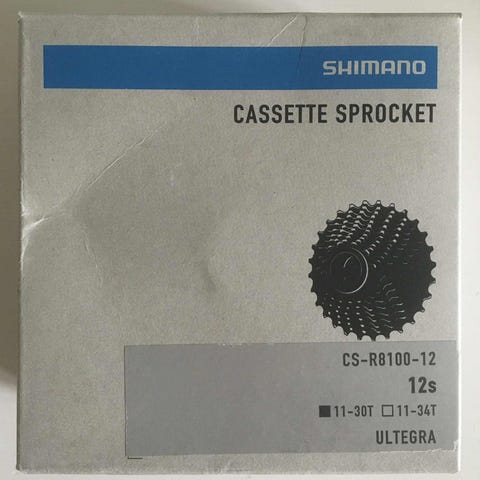 SHIMANO
CASSETTE SPROCKET
CS-R8100-12
12s
■ 11-30T □ 11-34T
ULTEGRA